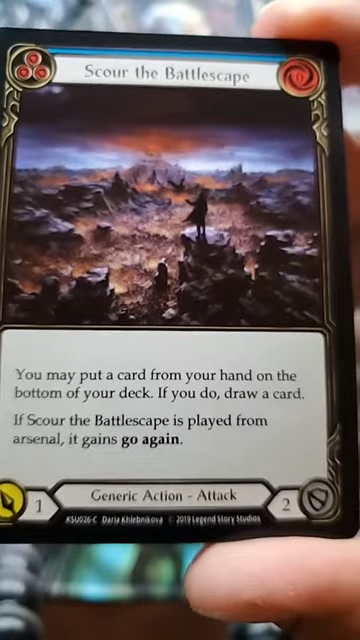 Scour the Battlescape
0
You may put a card from your hand on the
bottom of your deck. If you do, draw a card.
If Scour the Battlescape is played from
arsenal, it gains go again.
1
Generic Action - Attack
2
KSU026-C Daria Khlebnikova © 2019 Legend Story Studios